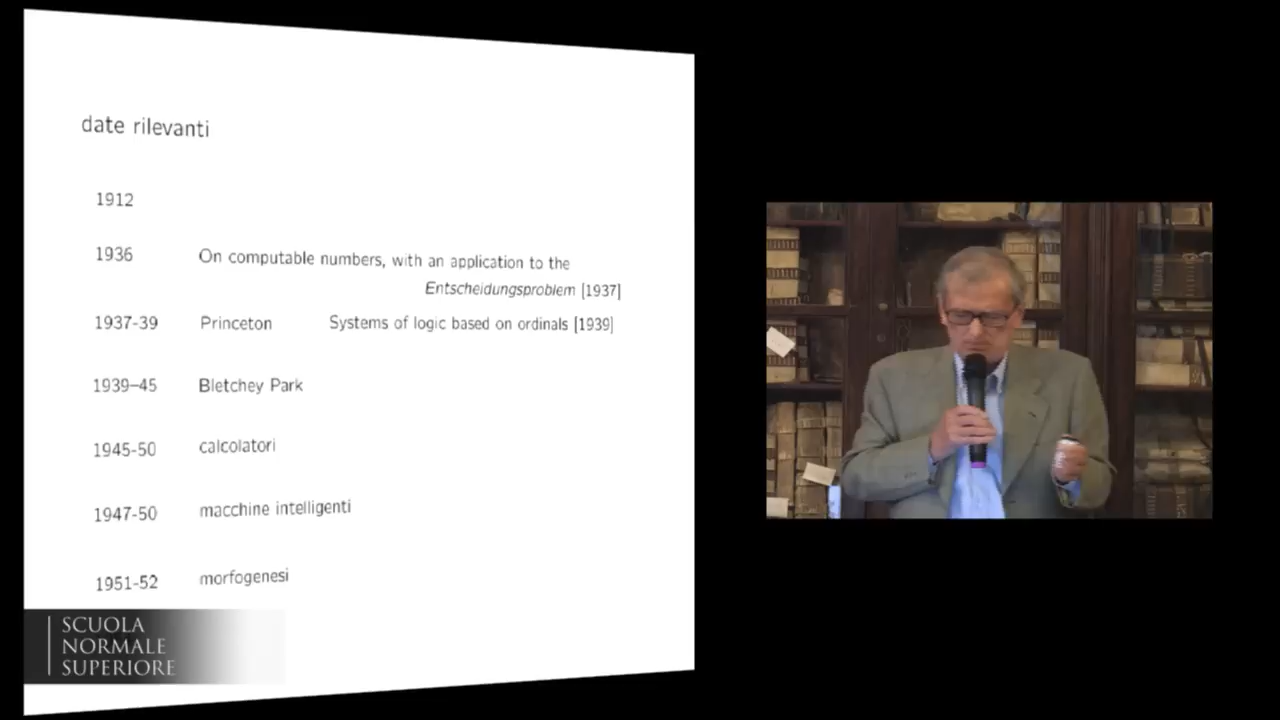 date rilevanti
1912
1936 On computable numbers, with an application to the
Entscheidungsproblem [1937]
1937-39 Princeton Systems of logic based on ordinals [1939]
1939–45 Bletchey Park
1945-50 calcolatori
1947-50 macchine intelligenti
1951-52 morfogenesi
SCUOLA
NORMALE
SUPERIORE